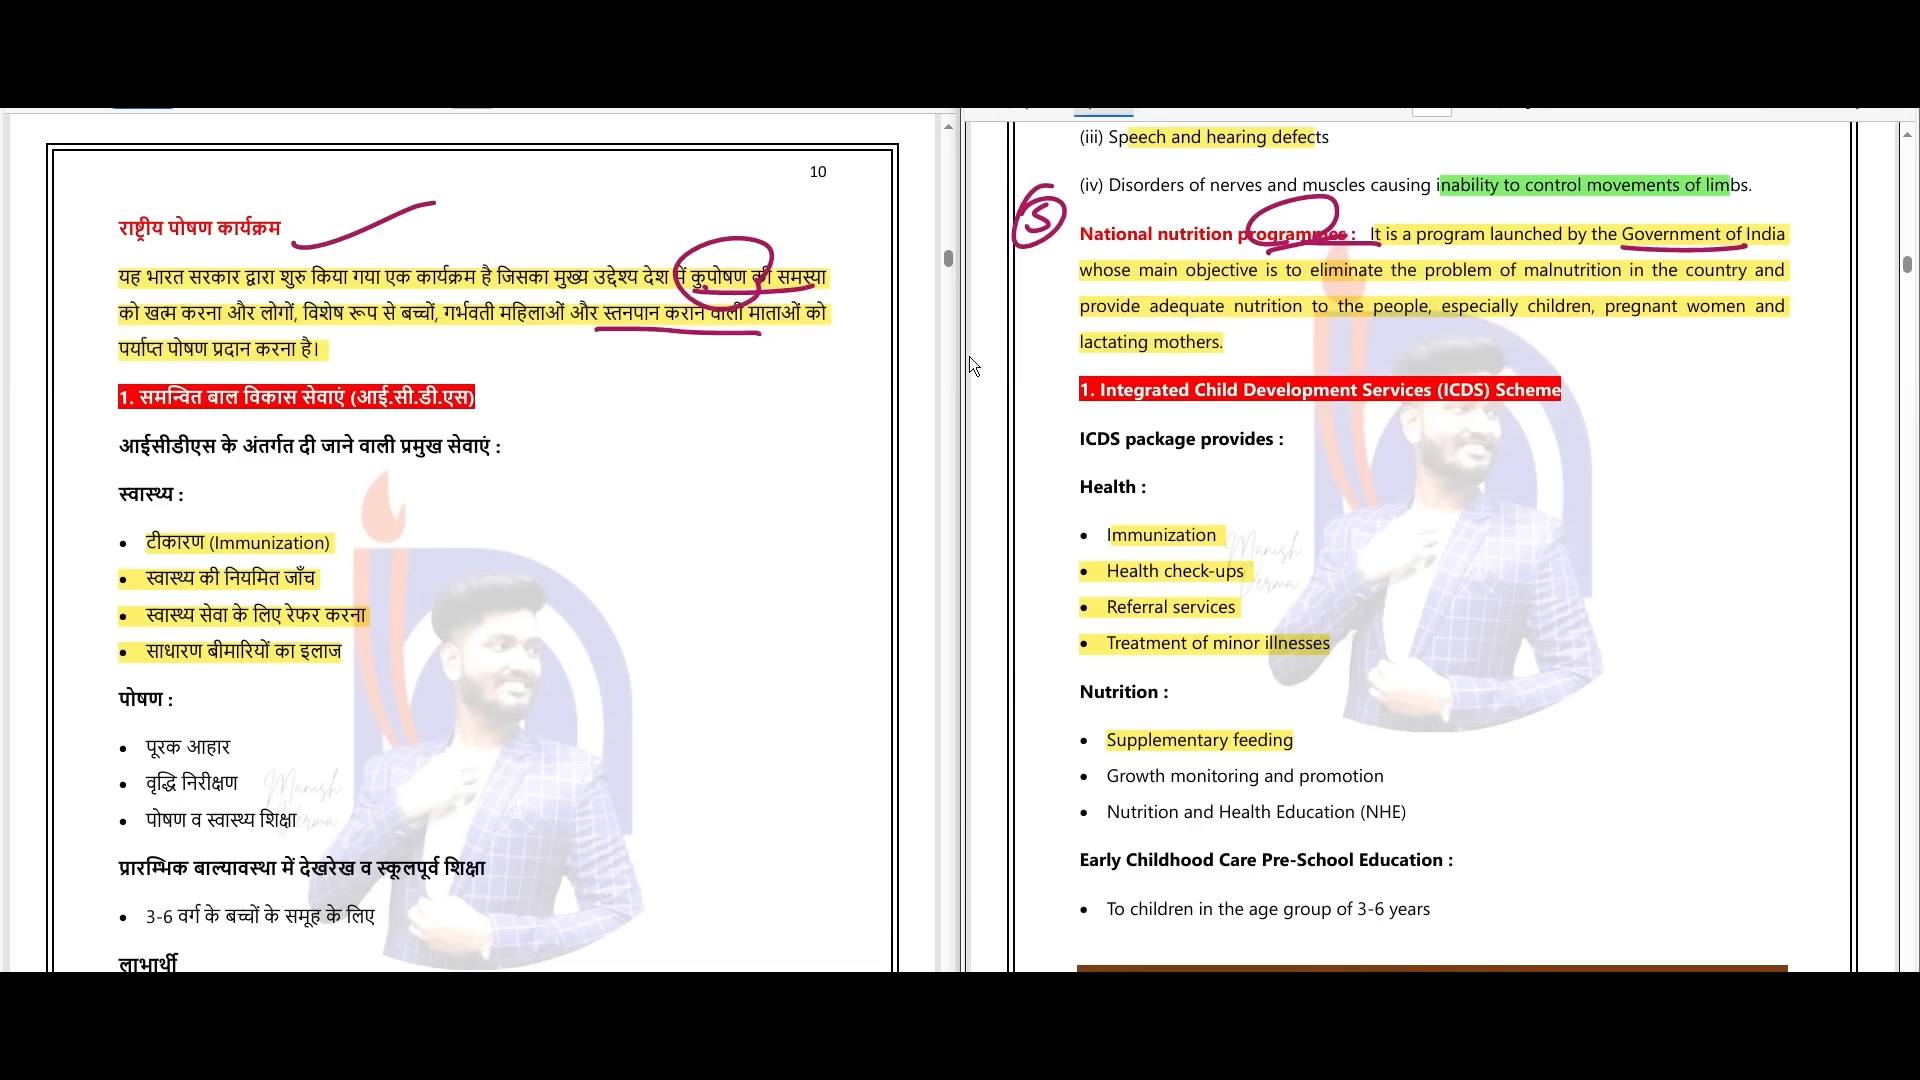 10
राष्ट्रीय पोषण कार्यक्रम
यह भारत सरकार द्वारा शुरु किया गया एक कार्यक्रम है जिसका मुख्य उद्देश्य देश में कुपोषण की समस्या
को खत्म करना और लोगों, विशेष रूप से बच्चों, गर्भवती महिलाओं और स्तनपान कराने वाली माताओं को
पर्याप्त पोषण प्रदान करना है।
1. समन्वित बाल विकास सेवाएं (आई.सी.डी.एस)
आईसीडीएस के अंतर्गत दी जाने वाली प्रमुख सेवाएं :
स्वास्थ्य :
• टीकारण (Immunization)
• स्वास्थ्य की नियमित जाँच
• स्वास्थ्य सेवा के लिए रेफर करना
• साधारण बीमारियों का इलाज
पोषण :
• पूरक आहार
• वृद्धि निरीक्षण
• पोषण व स्वास्थ्य शिक्षा
Manish
Verma
प्रारम्भिक बाल्यावस्था में देखरेख व स्कूलपूर्व शिक्षा
• 3-6 वर्ग के बच्चों के समूह के लिए
लाभार्थी
(iii) Speech and hearing defects
(iv) Disorders of nerves and muscles causing inability to control movements of limbs.
5
National nutrition programmes : It is a program launched by the Government of India
whose main objective is to eliminate the problem of malnutrition in the country and
provide adequate nutrition to the people, especially children, pregnant women and
lactating mothers.
1. Integrated Child Development Services (ICDS) Scheme
ICDS package provides :
Health :
• Immunization
• Health check-ups
• Referral services
• Treatment of minor illnesses
Manish
Verma
Nutrition :
• Supplementary feeding
• Growth monitoring and promotion
• Nutrition and Health Education (NHE)
Early Childhood Care Pre-School Education :
• To children in the age group of 3-6 years